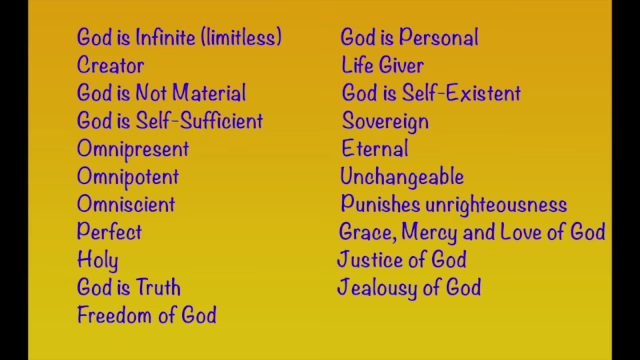 God is Infinite (limitless)
Creator
God is Not Material
God is Self-Sufficient
Omnipresent
Omnipotent
Omniscient
Perfect
Holy
God is Truth
Freedom of God
God is Personal
Life Giver
God is Self-Existent
Sovereign
Eternal
Unchangeable
Punishes unrighteousness
Grace, Mercy and Love of God
Justice of God
Jealousy of God